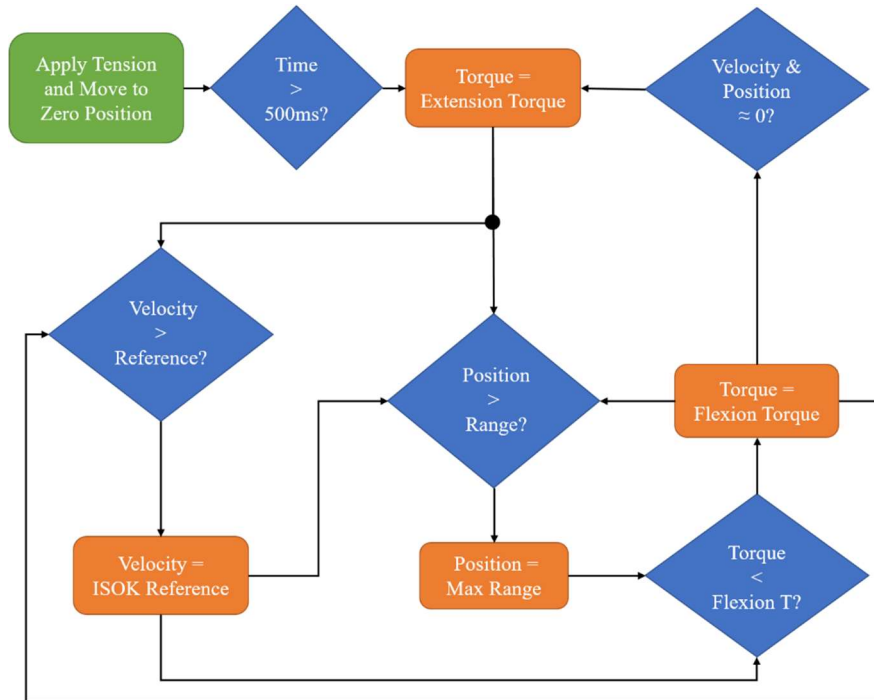 Apply Tension
and Move to
Zero Position
Time
>
500ms?
Torque =
Extension Torque
Velocity &
Position
≈ 0?
Velocity
>
Reference?
Position
>
Range?
Torque =
Flexion Torque
Velocity =
ISOK Reference
Position =
Max Range
Torque
<
Flexion T?